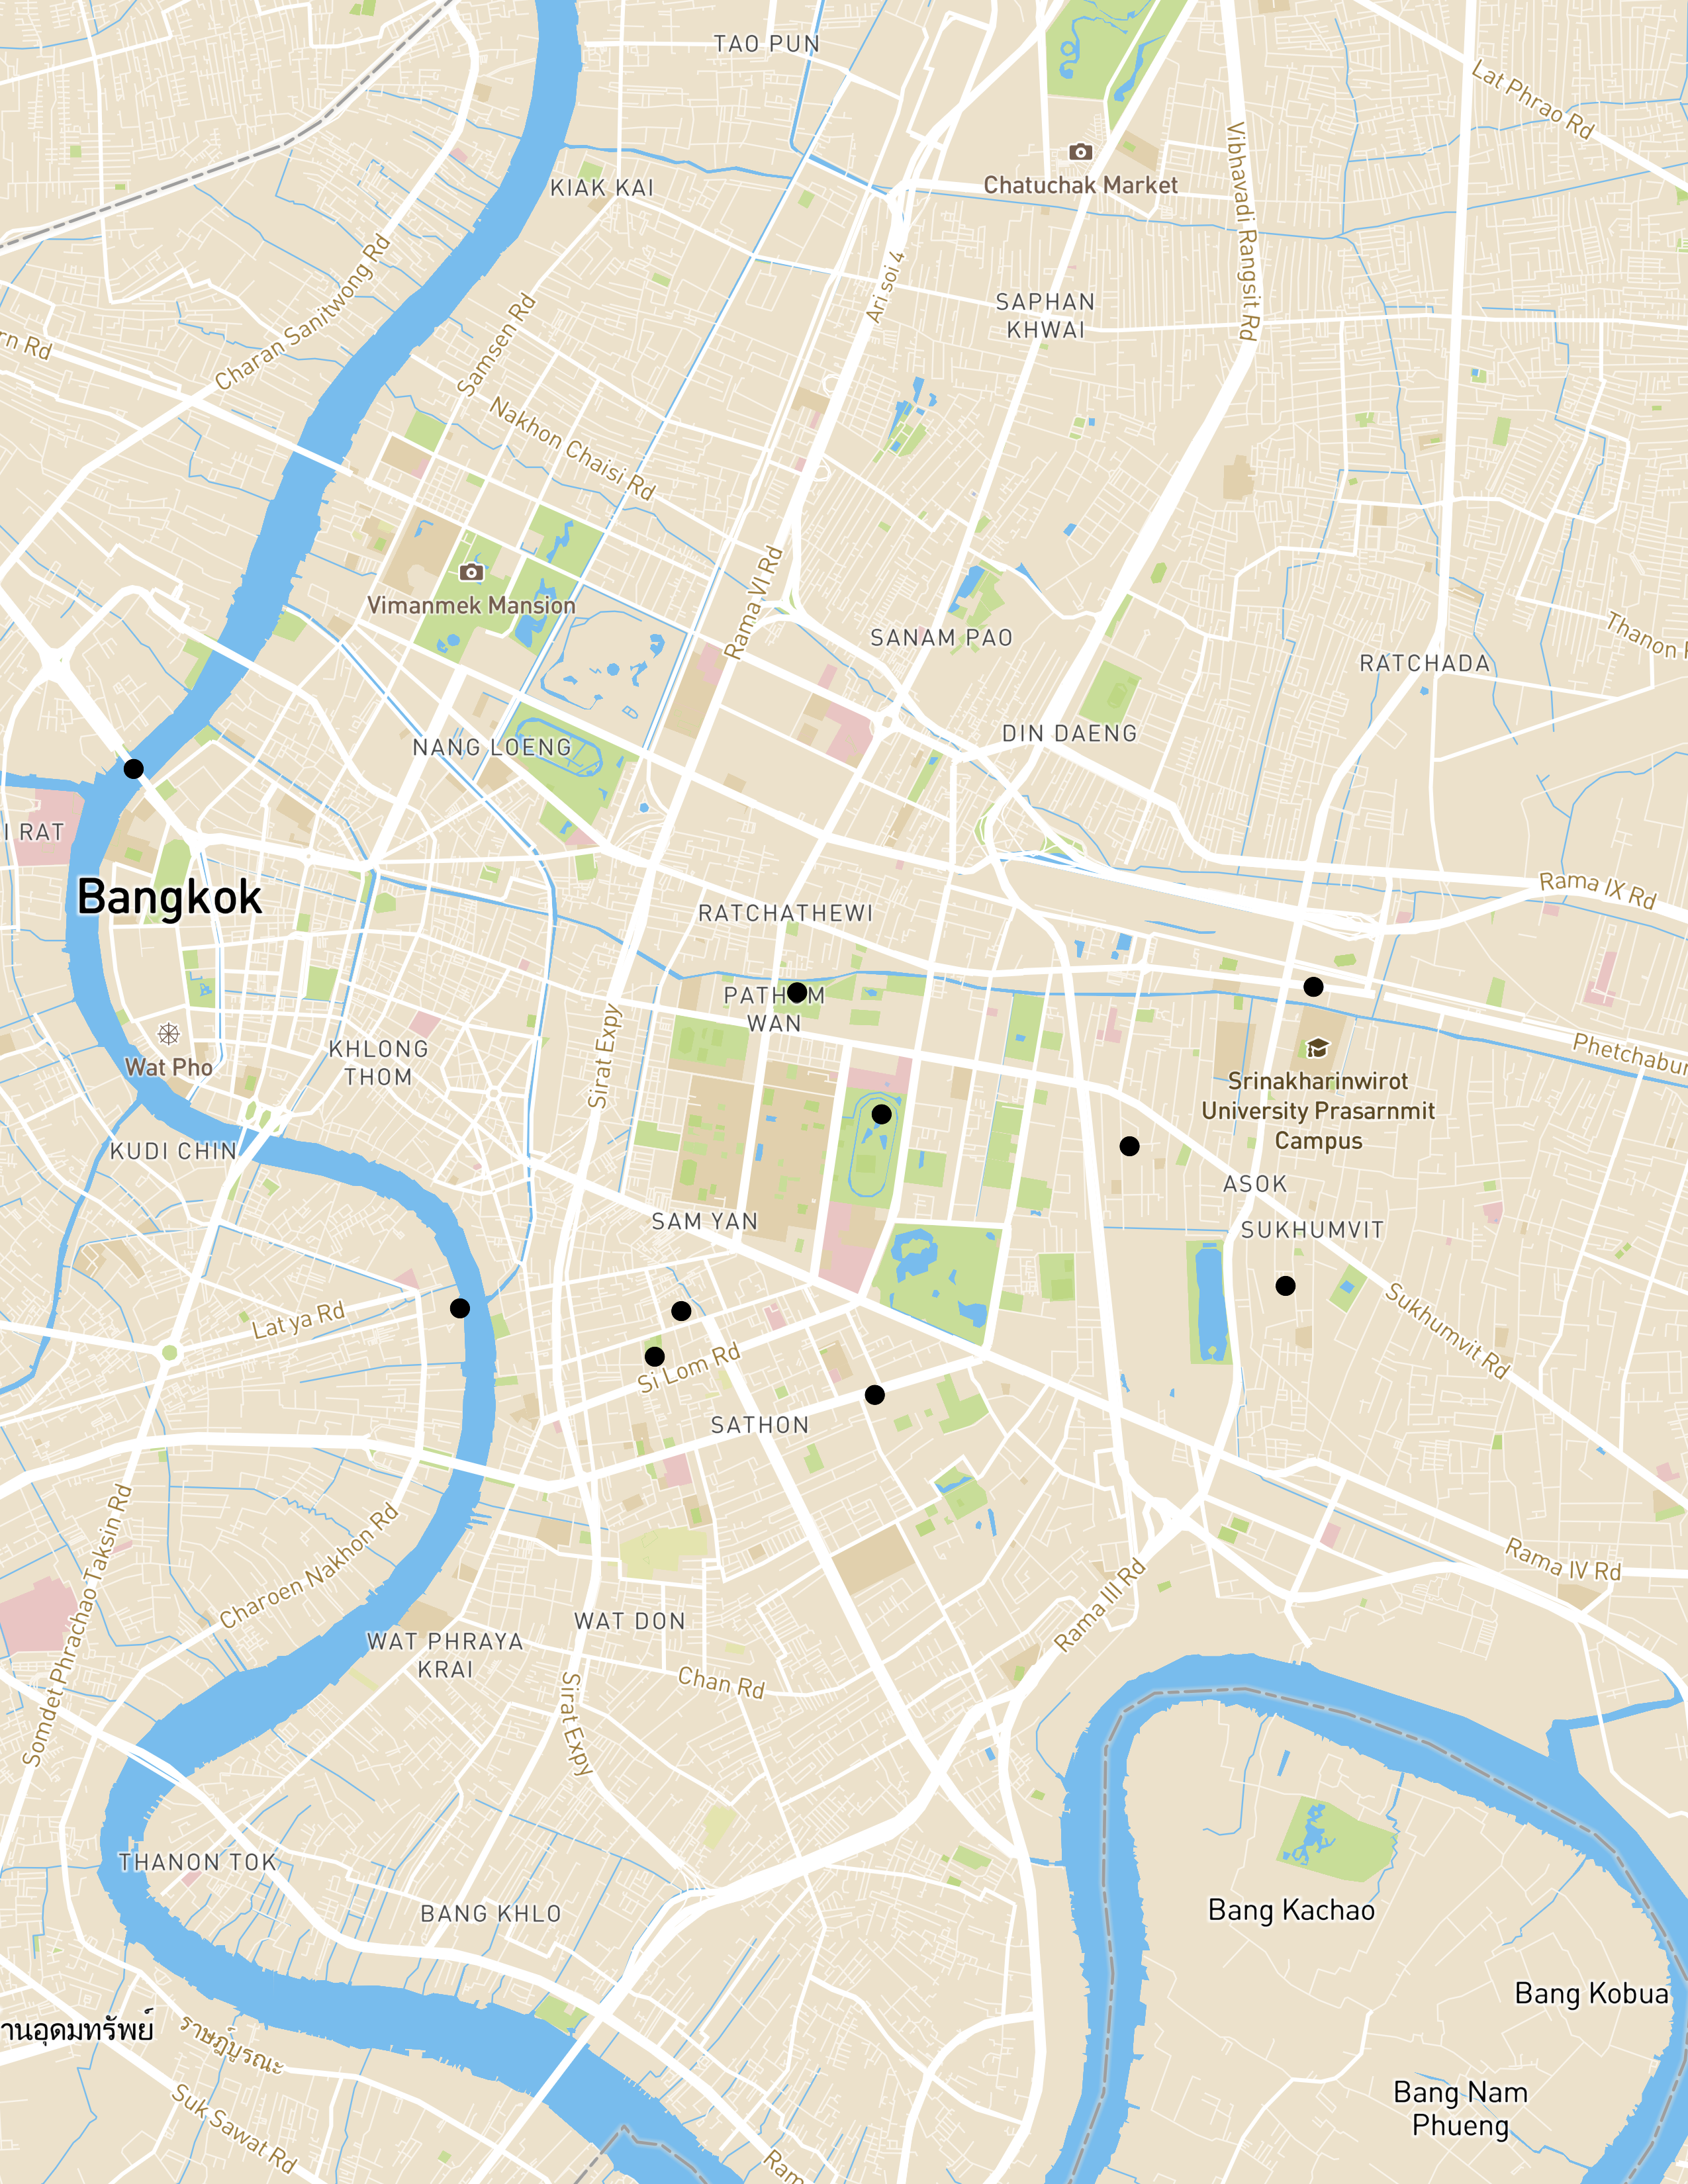 TAO PUN
Lat Phrao Rd
KIAK KAI
Chatuchak Market
Vibhavadi Rangsit Rd
Charan Sanitwong Rd
Ari soi 4
SAPHAN
KHWAI
rn Rd
Samsen Rd
Nakhon Chaisi Rd
Vimanmek Mansion
Rama VI Rd
SANAM PAO
Thanon
RATCHADA
NANG LOENG
DIN DAENG
I RAT
Bangkok
Rama IX Rd
RATCHATHEWI
PATHUM
WAN
Wat Pho
KHLONG
THOM
Sirat Expy
Phetchabur
Srinakharinwirot
University Prasarnmit
Campus
KUDI CHIN
ASOK
SAM YAN
SUKHUMVIT
Lat ya Rd
Si Lom Rd
Sukhumvit Rd
SATHON
Somdet Phrachao Taksin Rd
Charoen Nakhon Rd
Rama IV Rd
Rama III Rd
WAT DON
WAT PHRAYA
KRAI
Chan Rd
Sirat Expy
THANON TOK
BANG KHLO
Bang Kachao
Bang Kobua
านอุดมทรัพย์
ราษฎร์บูรณะ
Suk Sawat Rd
Bang Nam
Phueng
Ram